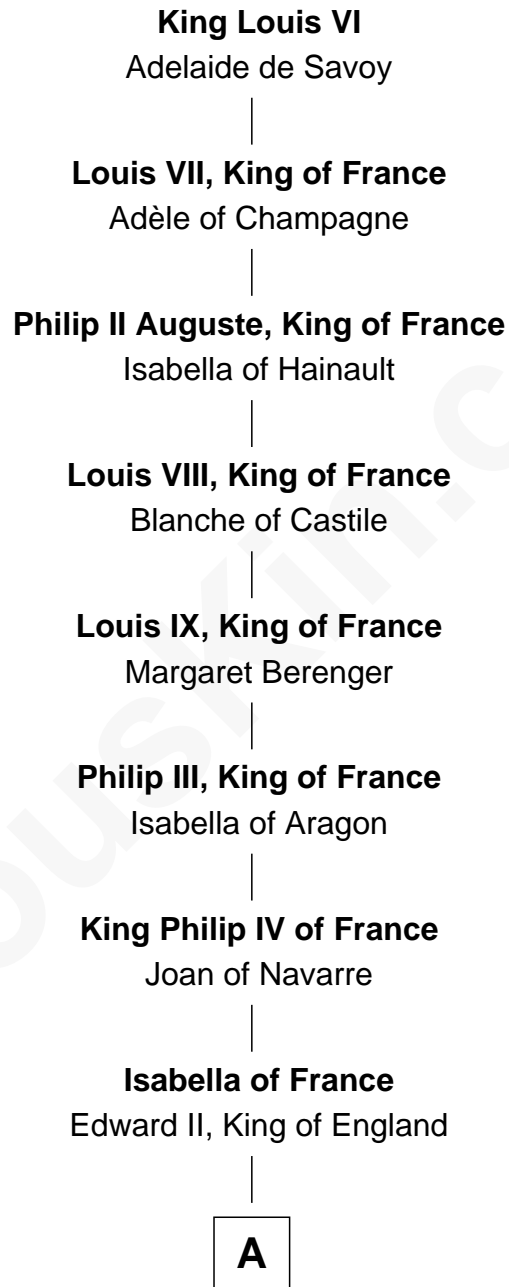 King Louis VI
Adelaide de Savoy
Louis VII, King of France
Adèle of Champagne
Philip II Auguste, King of France
Isabella of Hainault
Louis VIII, King of France
Blanche of Castile
Louis IX, King of France
Margaret Berenger
Philip III, King of France
Isabella of Aragon
King Philip IV of France
Joan of Navarre
Isabella of France
Edward II, King of England
A